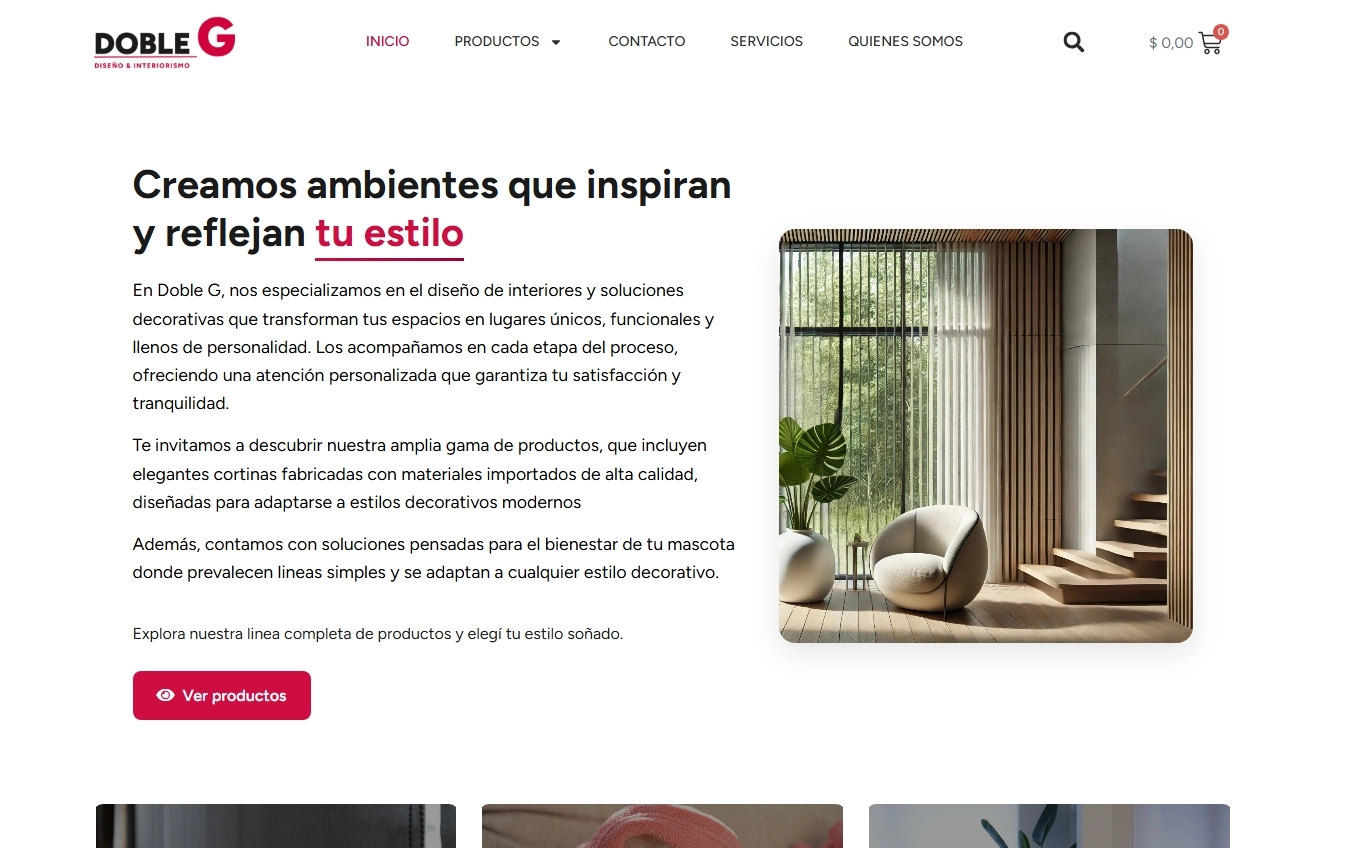 DOBLE G
DISEÑO & INTERIORISMO
INICIO
PRODUCTOS
CONTACTO
SERVICIOS
QUIENES SOMOS
$ 0,00
0
Creamos ambientes que inspiran
y reflejan tu estilo
En Doble G, nos especializamos en el diseño de interiores y soluciones
decorativas que transforman tus espacios en lugares únicos, funcionales y
llenos de personalidad. Los acompañamos en cada etapa del proceso,
ofreciendo una atención personalizada que garantiza tu satisfacción y
tranquilidad.
Te invitamos a descubrir nuestra amplia gama de productos, que incluyen
elegantes cortinas fabricadas con materiales importados de alta calidad,
diseñadas para adaptarse a estilos decorativos modernos
Además, contamos con soluciones pensadas para el bienestar de tu mascota
donde prevalecen lineas simples y se adaptan a cualquier estilo decorativo.
Explora nuestra linea completa de productos y elegí tu estilo soñado.
Ver productos